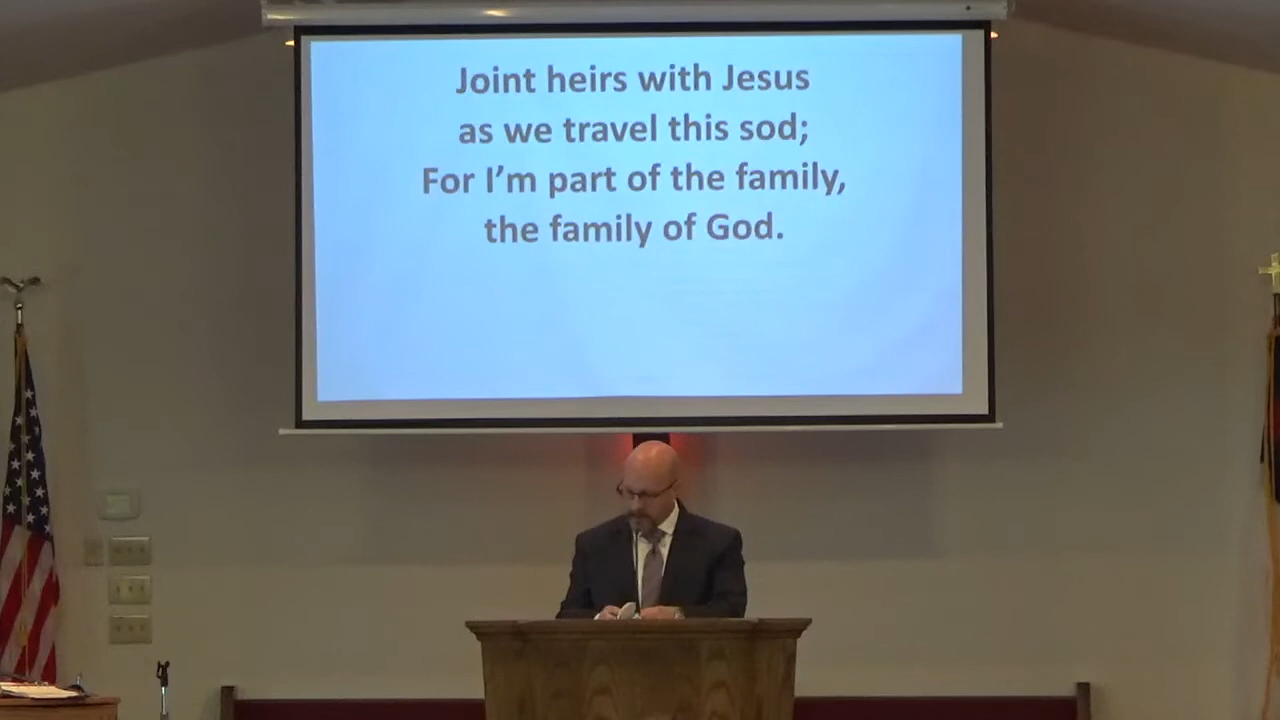 Joint heirs with Jesus
as we travel this sod;
For I’m part of the family,
the family of God.